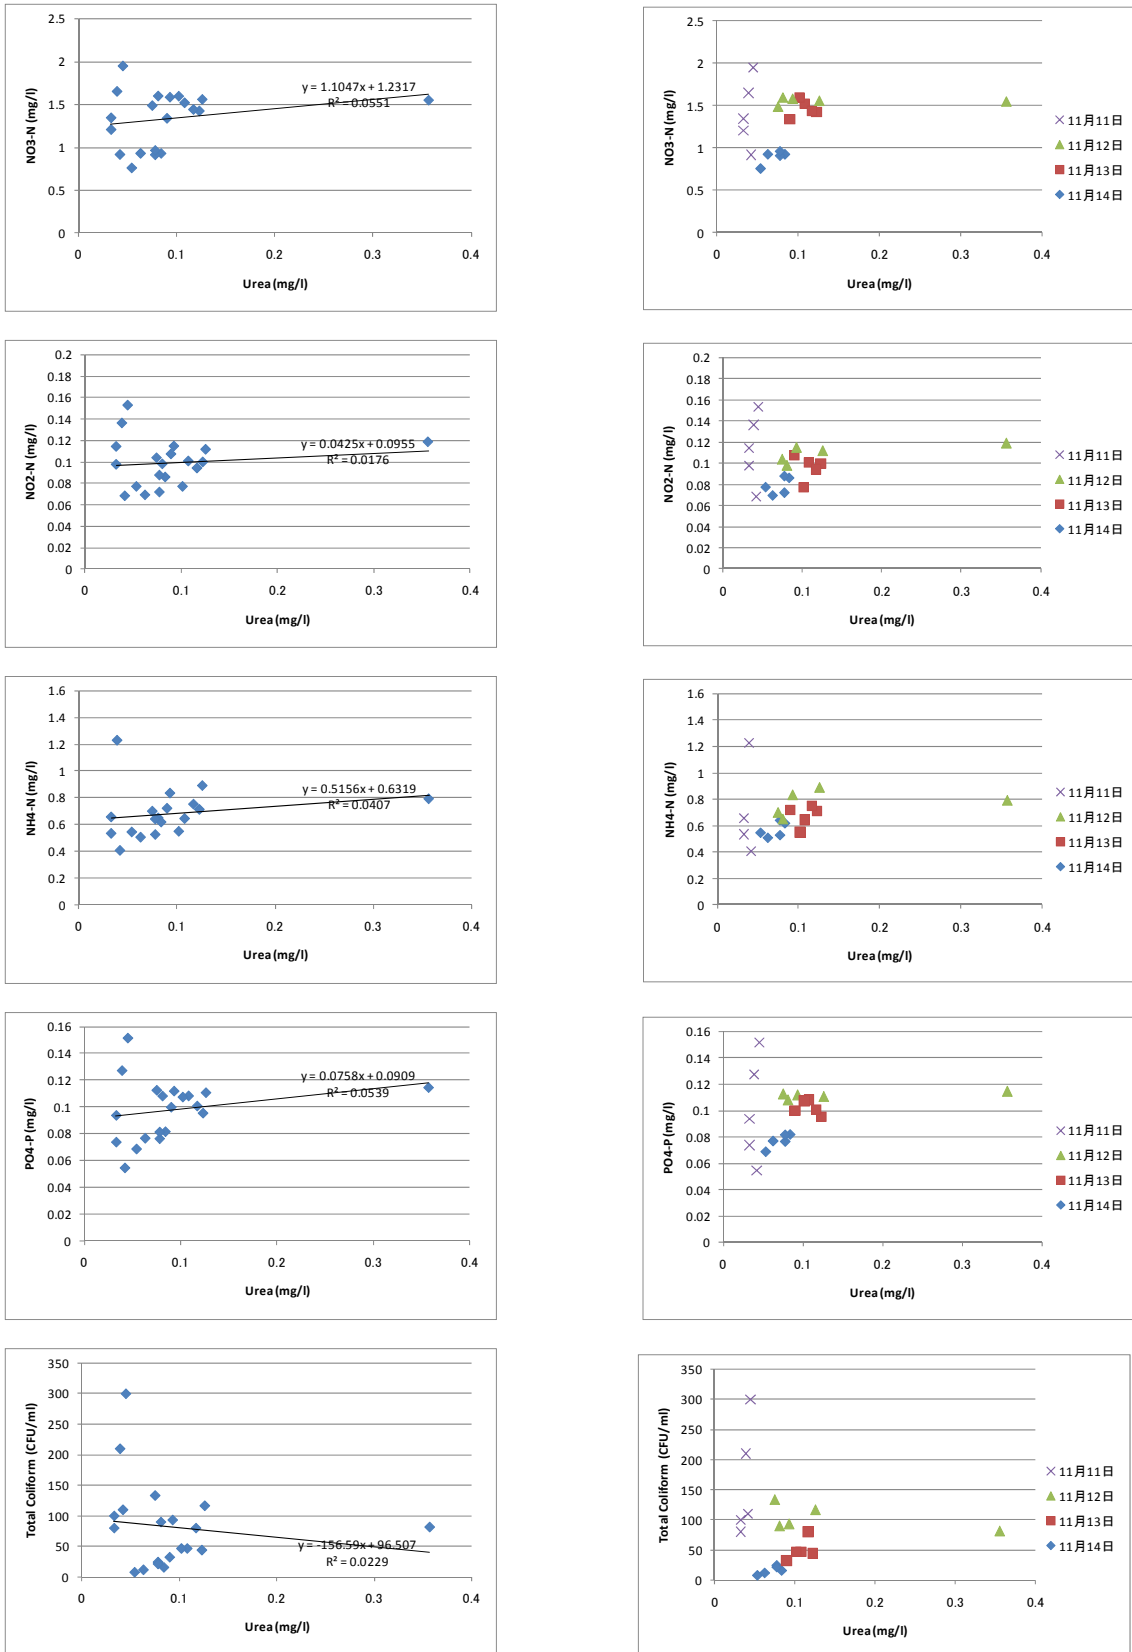 2.5
2
1.5
1
0.5
0
NO3-N (mg/l)
y = 1.1047x + 1.2317
R² = 0.0551
0 0.1 0.2 0.3 0.4
Urea (mg/l)
2.5
2
1.5
1
0.5
0
NO3-N (mg/l)
0 0.1 0.2 0.3 0.4
Urea (mg/l)
11月11日
11月12日
11月13日
11月14日
0.2
0.18
0.16
0.14
0.12
0.1
0.08
0.06
0.04
0.02
0
NO2-N (mg/l)
y = 0.0425x + 0.0955
R² = 0.0176
0 0.1 0.2 0.3 0.4
Urea (mg/l)
0.2
0.18
0.16
0.14
0.12
0.1
0.08
0.06
0.04
0.02
0
NO2-N (mg/l)
0 0.1 0.2 0.3 0.4
Urea (mg/l)
11月11日
11月12日
11月13日
11月14日
1.6
1.4
1.2
1
0.8
0.6
0.4
0.2
0
NH4-N (mg/l)
y = 0.5156x + 0.6319
R² = 0.0407
0 0.1 0.2 0.3 0.4
Urea (mg/l)
1.6
1.4
1.2
1
0.8
0.6
0.4
0.2
0
NH4-N (mg/l)
0 0.1 0.2 0.3 0.4
Urea (mg/l)
11月11日
11月12日
11月13日
11月14日
0.16
0.14
0.12
0.1
0.08
0.06
0.04
0.02
0
PO4-P (mg/l)
y = 0.0758x + 0.0909
R² = 0.0539
0 0.1 0.2 0.3 0.4
Urea (mg/l)
0.16
0.14
0.12
0.1
0.08
0.06
0.04
0.02
0
PO4-P (mg/l)
0 0.1 0.2 0.3 0.4
Urea (mg/l)
11月11日
11月12日
11月13日
11月14日
350
300
250
200
150
100
50
0
Total Coliform (CFU/ml)
y = -156.59x + 96.507
R² = 0.0229
0 0.1 0.2 0.3 0.4
Urea (mg/l)
350
300
250
200
150
100
50
0
Total Coliform (CFU/ml)
0 0.1 0.2 0.3 0.4
Urea (mg/l)
11月11日
11月12日
11月13日
11月14日